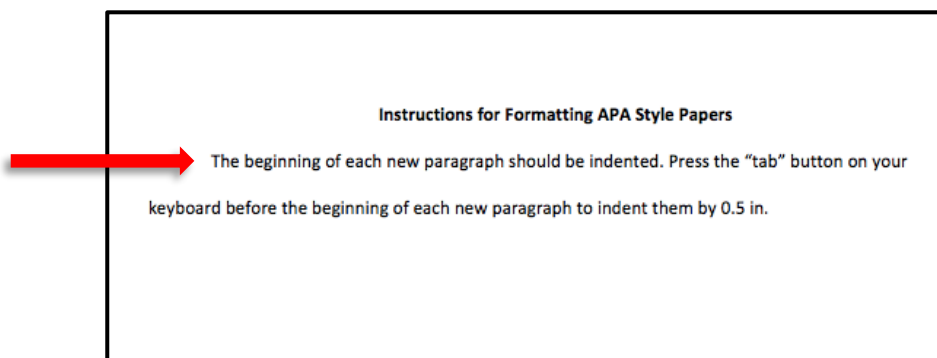 Instructions for Formatting APA Style Papers
The beginning of each new paragraph should be indented. Press the “tab” button on your
keyboard before the beginning of each new paragraph to indent them by 0.5 in.